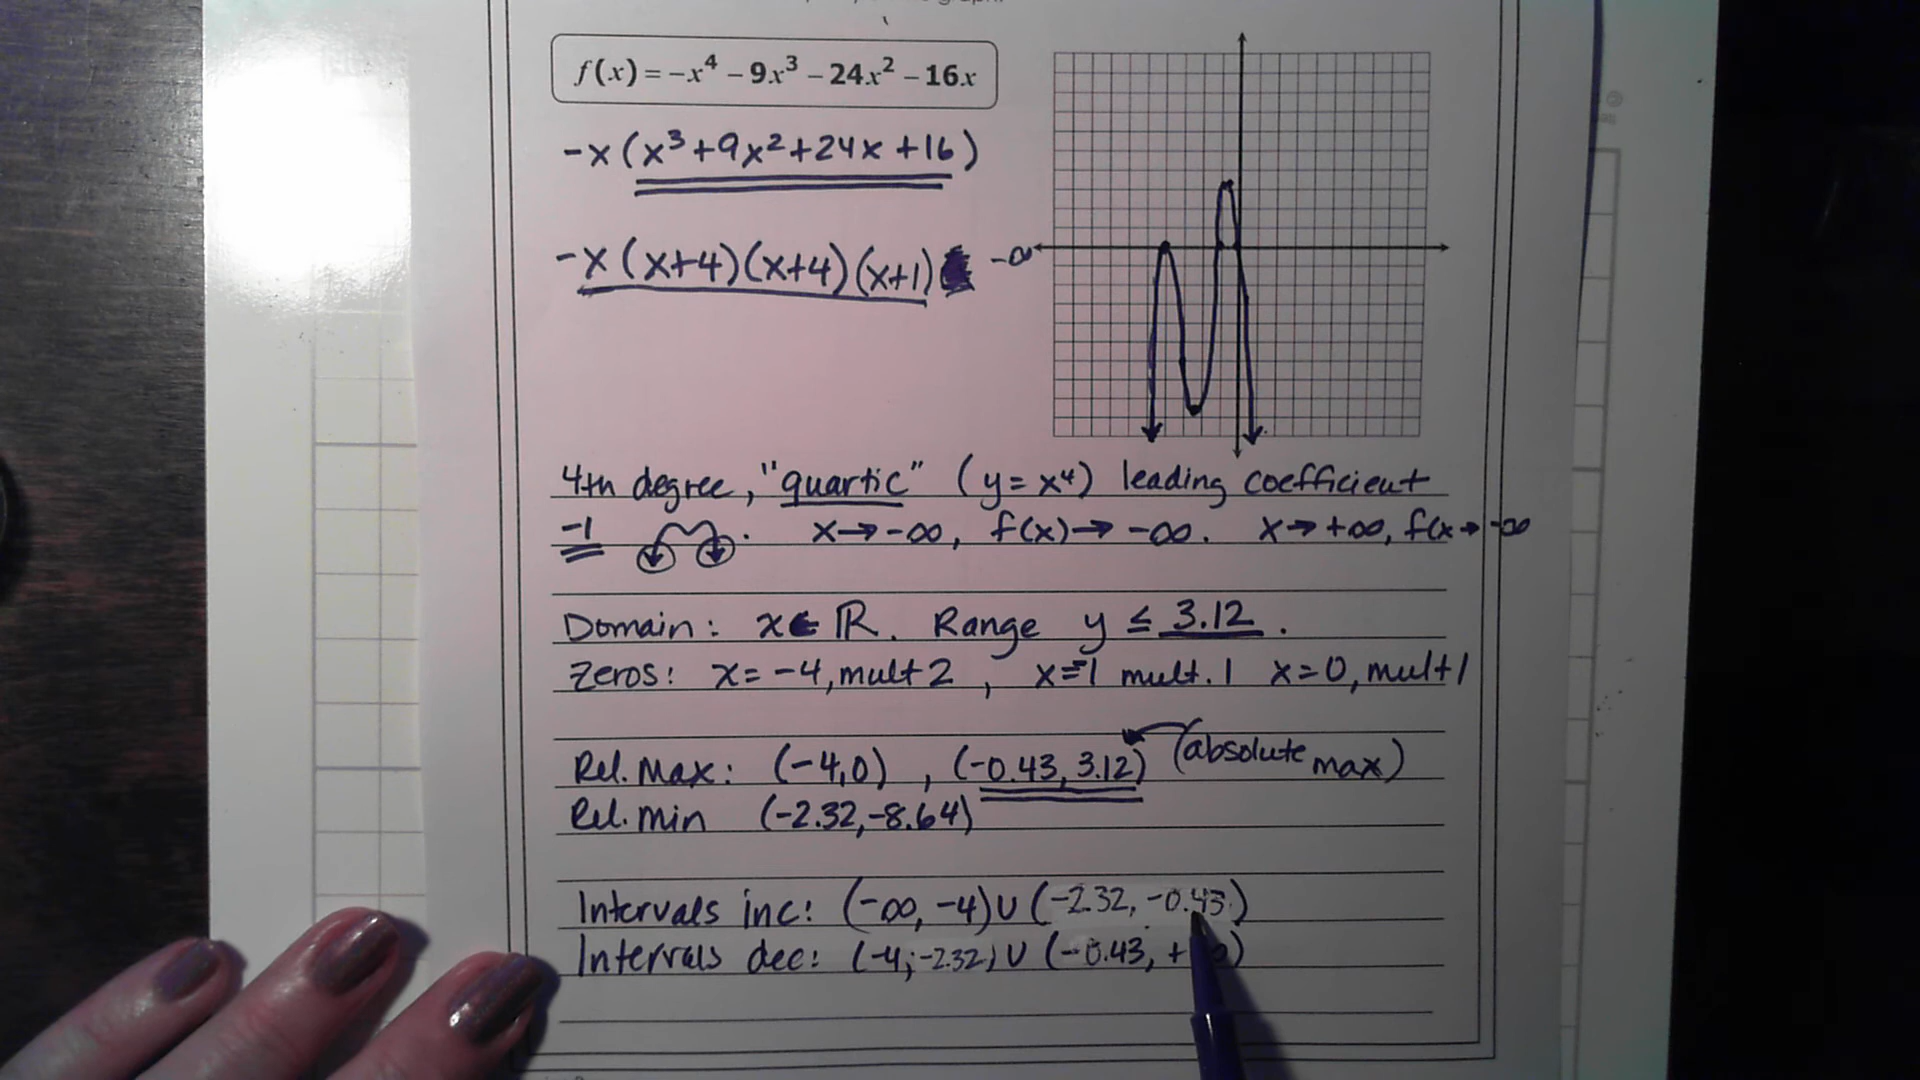 f(x) = −x⁴ − 9x³ − 24x² − 16x
-x(x³+9x²+24x+16)
-x(x+4)(x+4)(x+1)
-∞
4th degree, "quartic" (y=x⁴) leading coefficient
-1 x→-∞, f(x)→-∞. x→+∞, f(x→-∞
Domain: x∈ℝ. Range y≤3.12.
Zeros: x=-4, mult 2, x=-1 mult. 1 x=0, mult 1
Rel. Max: (-4,0), (-0.43, 3.12) (absolute max)
Rel. min (-2.32,-8.64)
Intervals inc: (-∞, -4)∪(-2.32, -0.43)
Intervals dec: (-4, -2.32)∪(-0.43, +